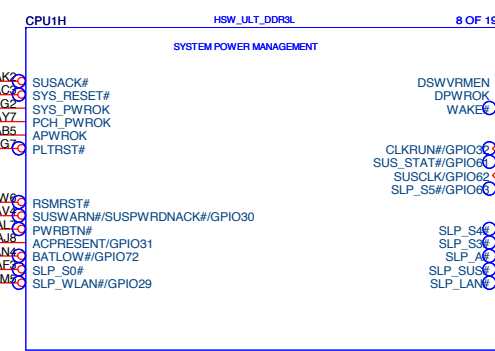 CPU1H HSW_ULT_DDR3L 8 OF 19
SYSTEM POWER MANAGEMENT
SUSACK# DSWVRMEN
SYS_RESET# DPWROK
SYS_PWROK WAKE#
PCH_PWROK
APWROK
PLTRST# CLKRUN#/GPIO32
SUS_STAT#/GPIO61
SUSCLK/GPIO62
SLP_S5#/GPIO63
RSMRST#
SUSWARN#/SUSPWRDNACK#/GPIO30
PWRBTN# SLP_S4#
ACPRESENT/GPIO31 SLP_S3#
BATLOW#/GPIO72 SLP_A#
SLP_S0# SLP_SUS#
SLP_WLAN#/GPIO29 SLP_LAN#